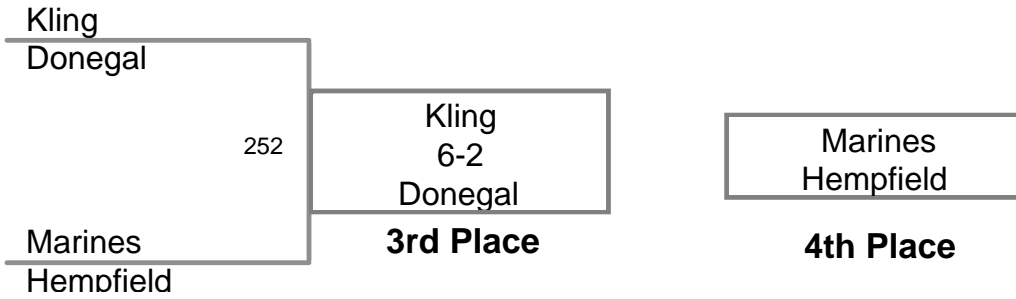 Kling
Donegal
252
Kling
6-2
Donegal
3rd Place
Marines
Hempfield
4th Place
Marines
Hempfield